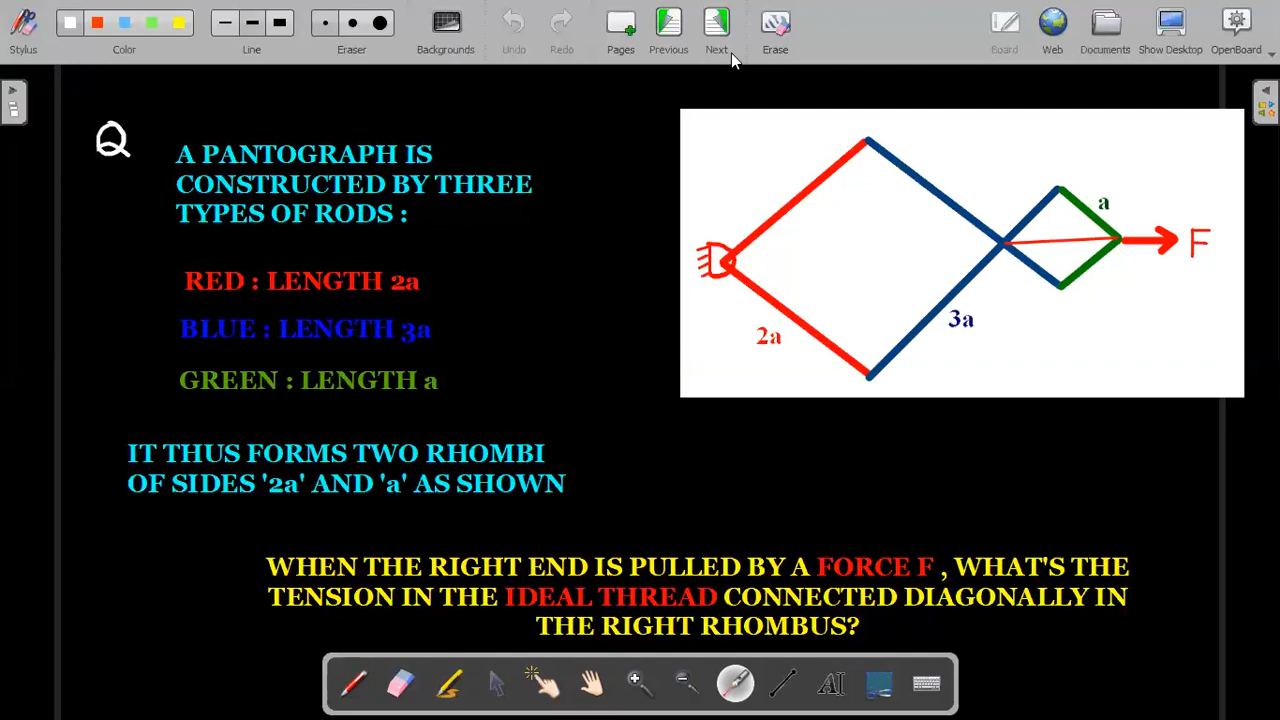 Stylus
Color
Line
Eraser
Backgrounds
Undo
Redo
Pages
Previous
Next
Erase
Board
Web
Documents
Show Desktop
OpenBoard
Q
A PANTOGRAPH IS
CONSTRUCTED BY THREE
TYPES OF RODS :
RED : LENGTH 2a
BLUE : LENGTH 3a
GREEN : LENGTH a
IT THUS FORMS TWO RHOMBI
OF SIDES '2a' AND 'a' AS SHOWN
a
F
3a
2a
WHEN THE RIGHT END IS PULLED BY A FORCE F , WHAT'S THE
TENSION IN THE IDEAL THREAD CONNECTED DIAGONALLY IN
THE RIGHT RHOMBUS?
AI